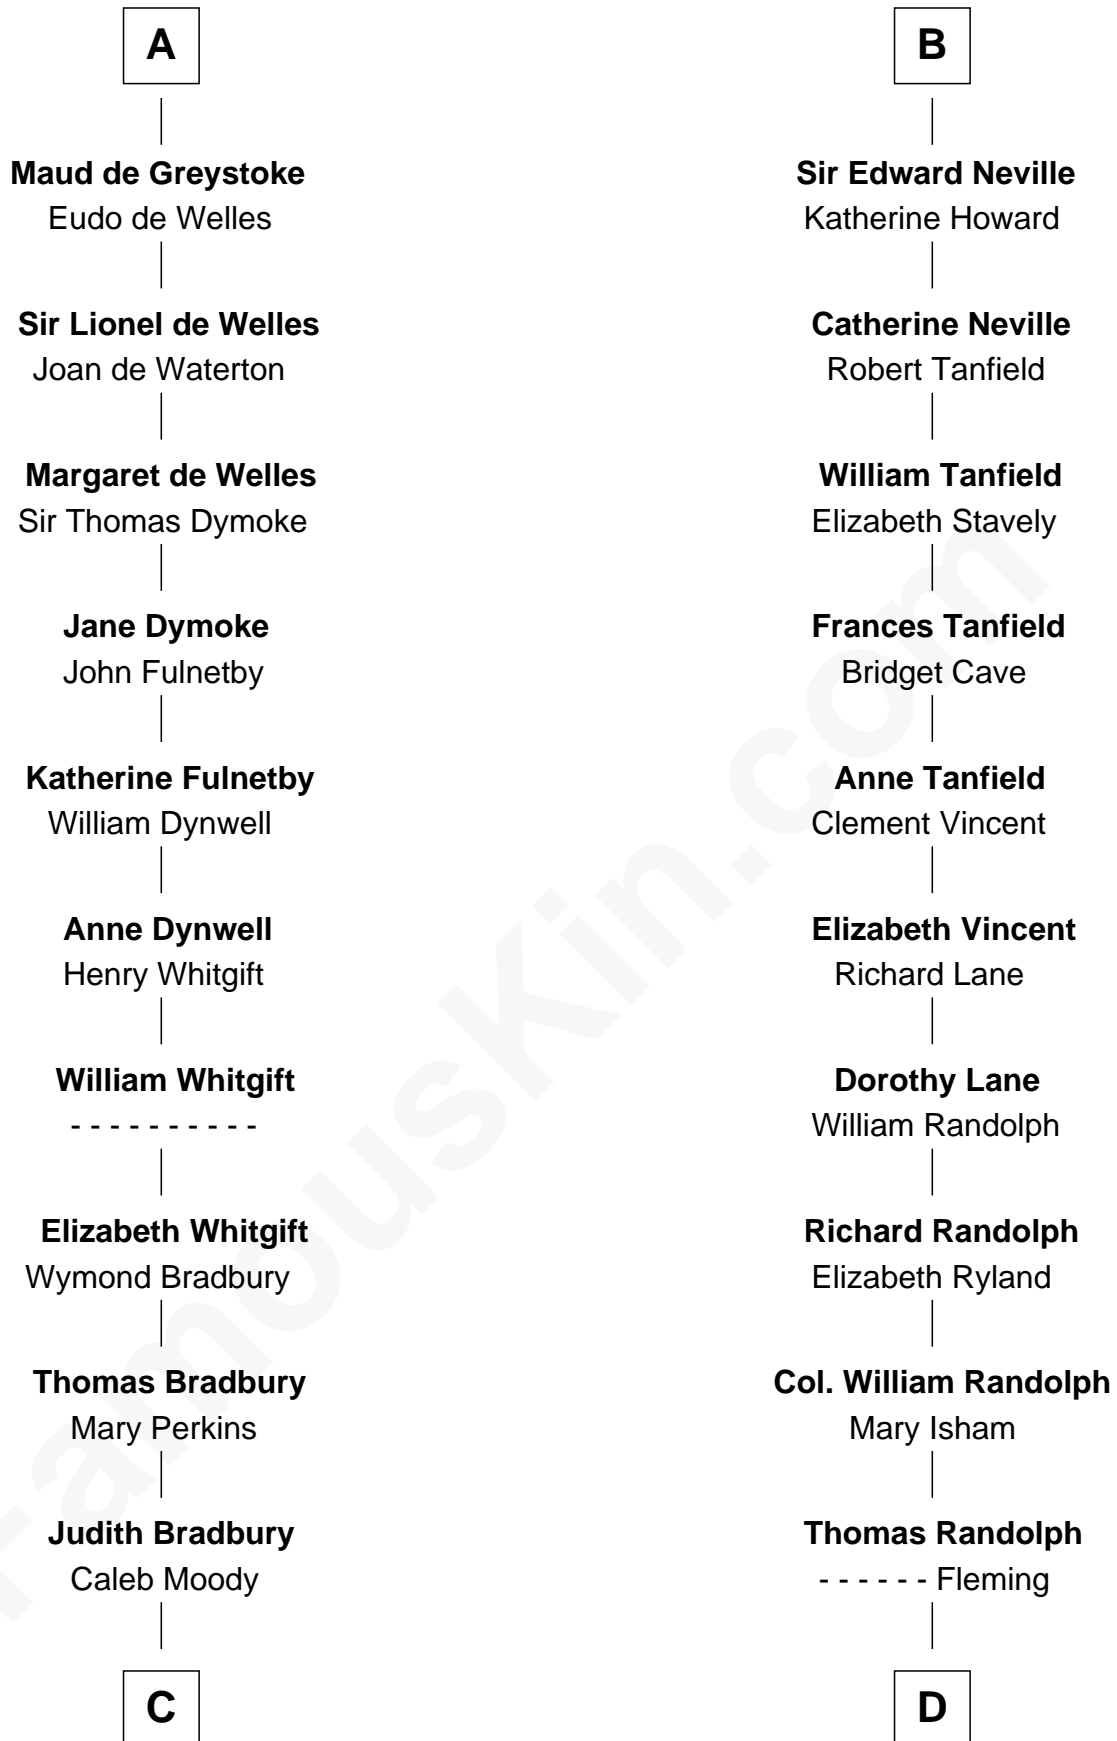 A
Maud de Greystoke
Eudo de Welles
Sir Lionel de Welles
Joan de Waterton
Margaret de Welles
Sir Thomas Dymoke
Jane Dymoke
John Fulnetby
Katherine Fulnetby
William Dynwell
Anne Dynwell
Henry Whitgift
William Whitgift
- - - - - - - - - -
Elizabeth Whitgift
Wymond Bradbury
Thomas Bradbury
Mary Perkins
Judith Bradbury
Caleb Moody
C
B
Sir Edward Neville
Katherine Howard
Catherine Neville
Robert Tanfield
William Tanfield
Elizabeth Stavely
Frances Tanfield
Bridget Cave
Anne Tanfield
Clement Vincent
Elizabeth Vincent
Richard Lane
Dorothy Lane
William Randolph
Richard Randolph
Elizabeth Ryland
Col. William Randolph
Mary Isham
Thomas Randolph
- - - - - - Fleming
D
FamousKin.com